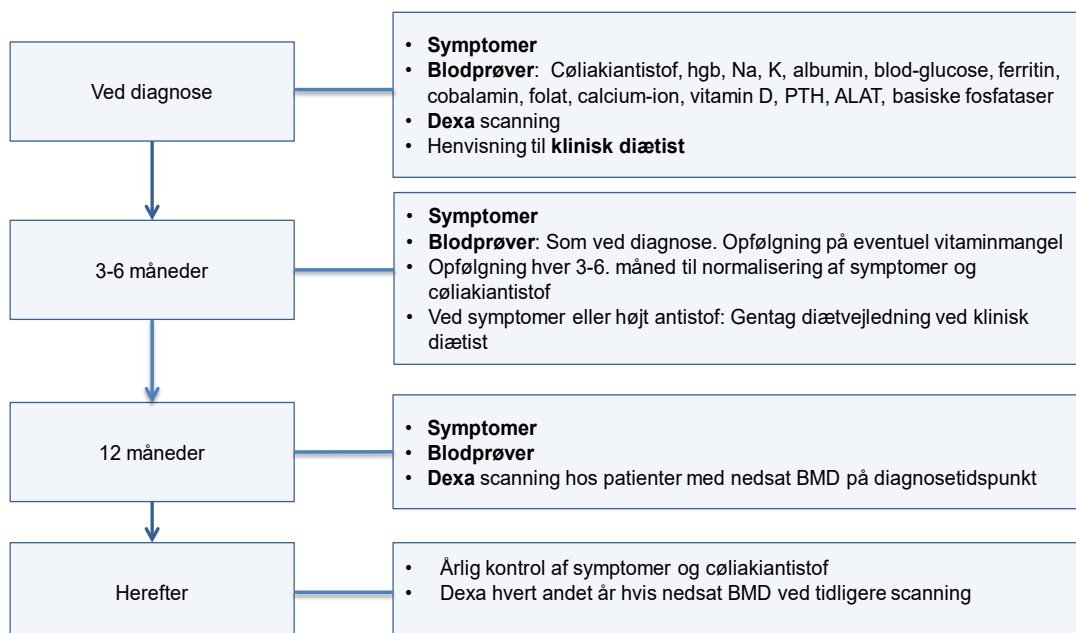 Ved diagnose
• Symptomer
• Blodprøver: Cøliakiantistof, hgb, Na, K, albumin, blod-glucose, ferritin,
cobalamin, folat, calcium-ion, vitamin D, PTH, ALAT, basiske fosfataser
• Dexa scanning
• Henvisning til klinisk diætist
3-6 måneder
• Symptomer
• Blodprøver: Som ved diagnose. Opfølgning på eventuel vitaminmangel
• Opfølgning hver 3-6. måned til normalisering af symptomer og
cøliakiantistof
• Ved symptomer eller højt antistof: Gentag diætvejledning ved klinisk
diætist
12 måneder
• Symptomer
• Blodprøver
• Dexa scanning hos patienter med nedsat BMD på diagnosetidspunkt
Herefter
• Årlig kontrol af symptomer og cøliakiantistof
• Dexa hvert andet år hvis nedsat BMD ved tidligere scanning